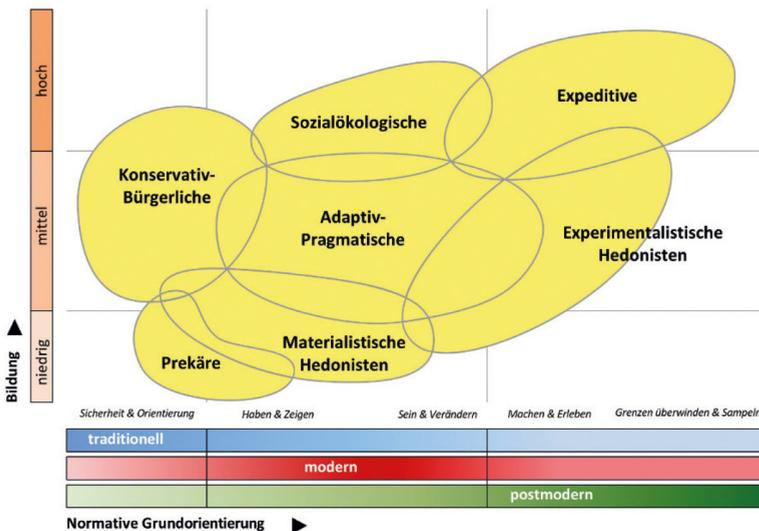 hoch
mittel
niedrig
Bildung
Expeditive
Sozialökologische
Konservativ-
Bürgerliche
Adaptiv-
Pragmatische
Experimentalistische
Hedonisten
Materialistische
Hedonisten
Prekäre
Sicherheit & Orientierung
Haben & Zeigen
Sein & Verändern
Machen & Erleben
Grenzen überwinden & Sampeln
traditionell
modern
postmodern
Normative Grundorientierung